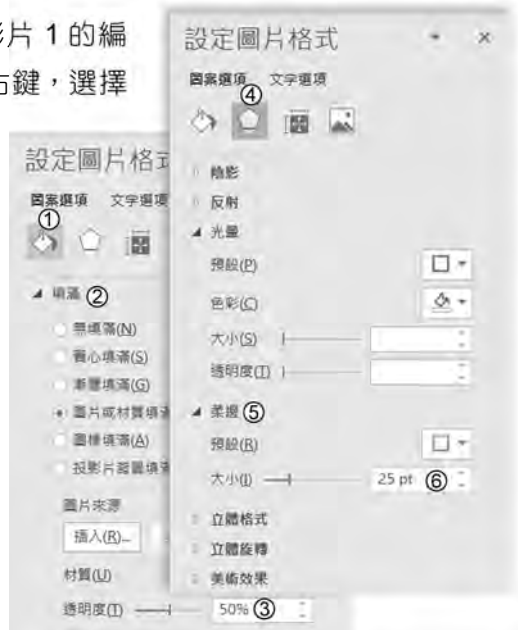 片 1 的編
右鍵，選擇
設定圖片格式
圖案選項 文字選項
①
② 填滿
無填滿(N)
實心填滿(S)
漸層填滿(G)
圖片或材質填滿
圖樣填滿(A)
投影片背景填滿
圖片來源
插入(R)...
材質(U)
透明度(T) 50% ③
設定圖片格式
圖案選項 文字選項
④
陰影
反射
光暈
預設(P)
色彩(C)
大小(S)
透明度(T)
柔邊 ⑤
預設(R)
大小(I) 25 pt ⑥
立體格式
立體旋轉
美術效果